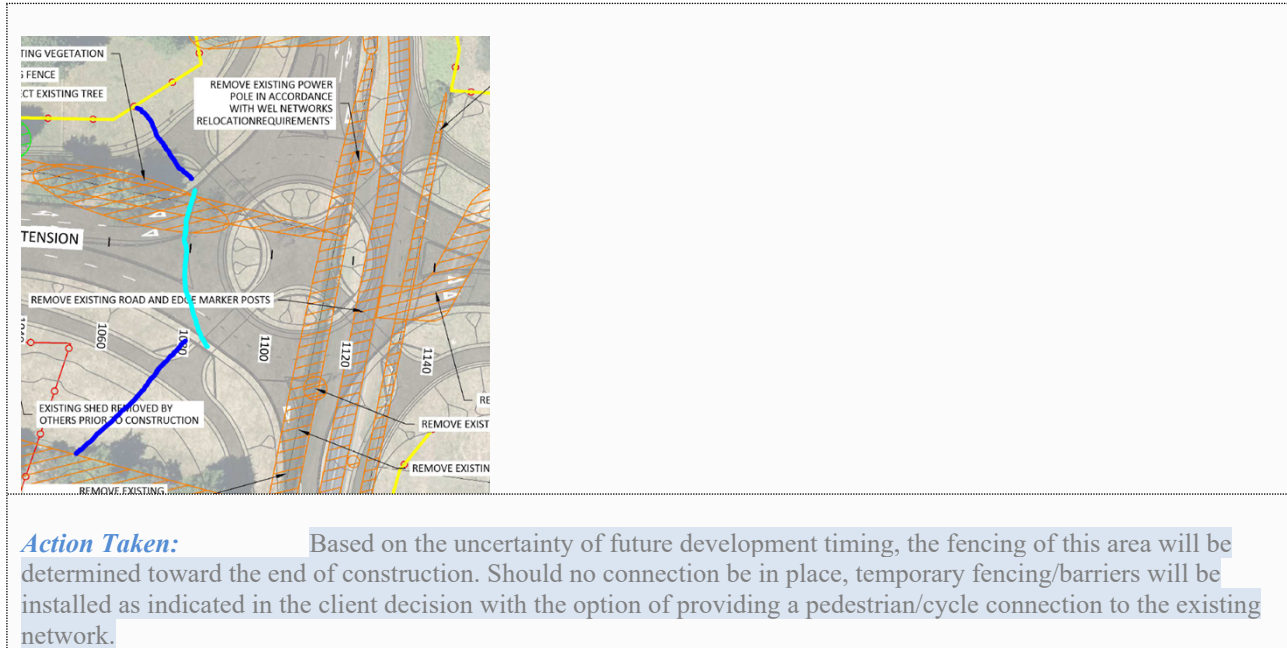 TING VEGETATION
FENCE
CT EXISTING TREE
REMOVE EXISTING POWER
POLE IN ACCORDANCE
WITH WEL NETWORKS
RELOCATIONREQUIREMENTS`
TENSION
REMOVE EXISTING ROAD AND EDGE MARKER POSTS
1060
1100
1120
1140
EXISTING SHED REMOVED BY
OTHERS PRIOR TO CONSTRUCTION
RE
REMOVE EXIST
REMOVE EXISTIN
REMOVE EXISTING
Action Taken: Based on the uncertainty of future development timing, the fencing of this area will be
determined toward the end of construction. Should no connection be in place, temporary fencing/barriers will be
installed as indicated in the client decision with the option of providing a pedestrian/cycle connection to the existing
network.